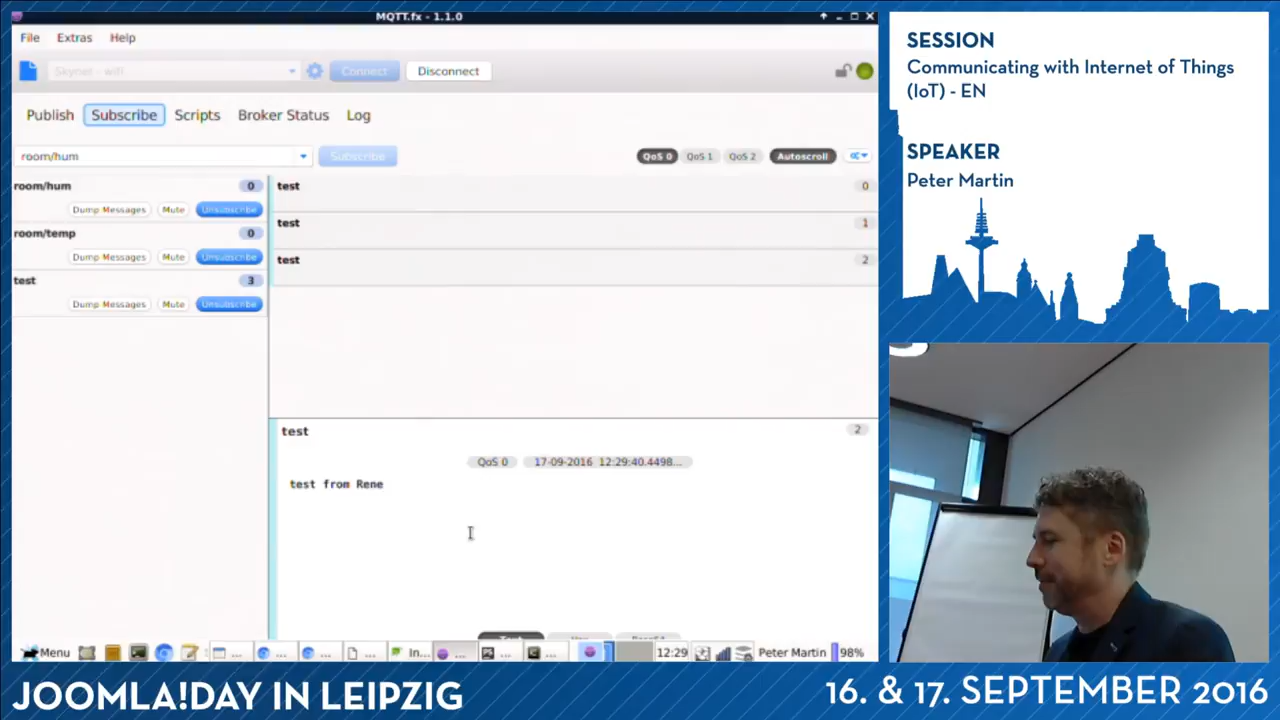 MQTT.fx - 1.1.0
File Extras Help
Skynet - wifi
Connect
Disconnect
Publish Subscribe Scripts Broker Status Log
room/hum
Subscribe
QoS 0 QoS 1 QoS 2 Autoscroll
room/hum 0
Dump Messages Mute Unsubscribe
room/temp 0
Dump Messages Mute Unsubscribe
test 3
Dump Messages Mute Unsubscribe
test 0
test 1
test 2
test 2
QoS 0 17-09-2016 12:29:40.4498...
test from Rene
Menu ... ... ... ... In... ... ... ... 12:29 Peter Martin 98%
SESSION
Communicating with Internet of Things
(IoT) - EN
SPEAKER
Peter Martin
JOOMLA!DAY IN LEIPZIG
16. & 17. SEPTEMBER 2016